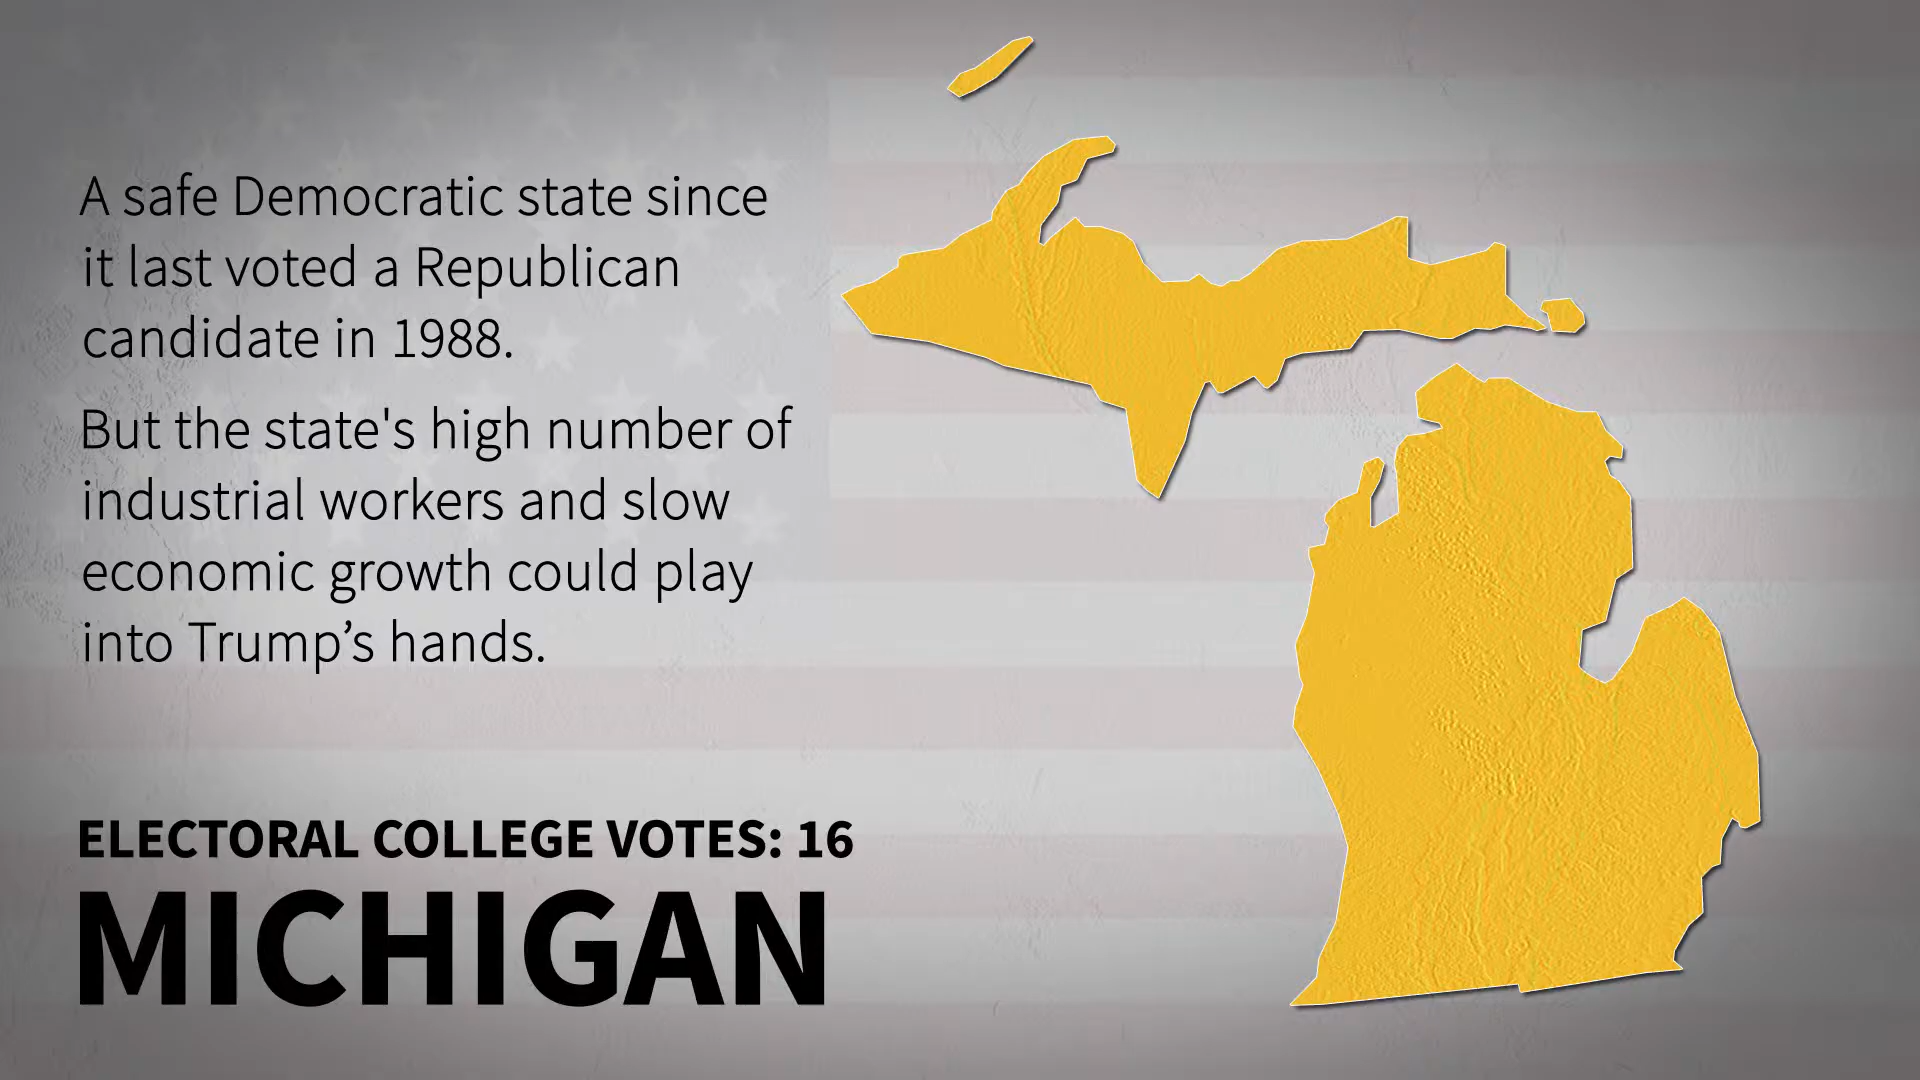 A safe Democratic state since
it last voted a Republican
candidate in 1988.
But the state's high number of
industrial workers and slow
economic growth could play
into Trump’s hands.
ELECTORAL COLLEGE VOTES: 16
MICHIGAN